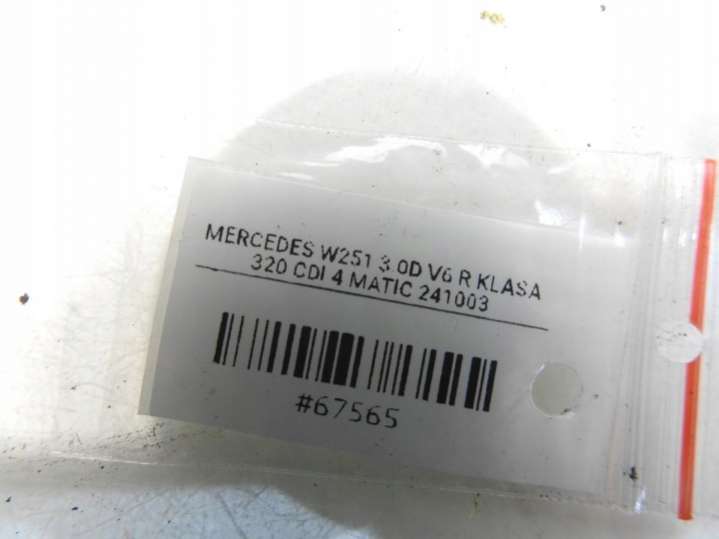 MERCEDES W251 3.0D V6 R KLASA
320 CDI 4 MATIC 241003
#67565